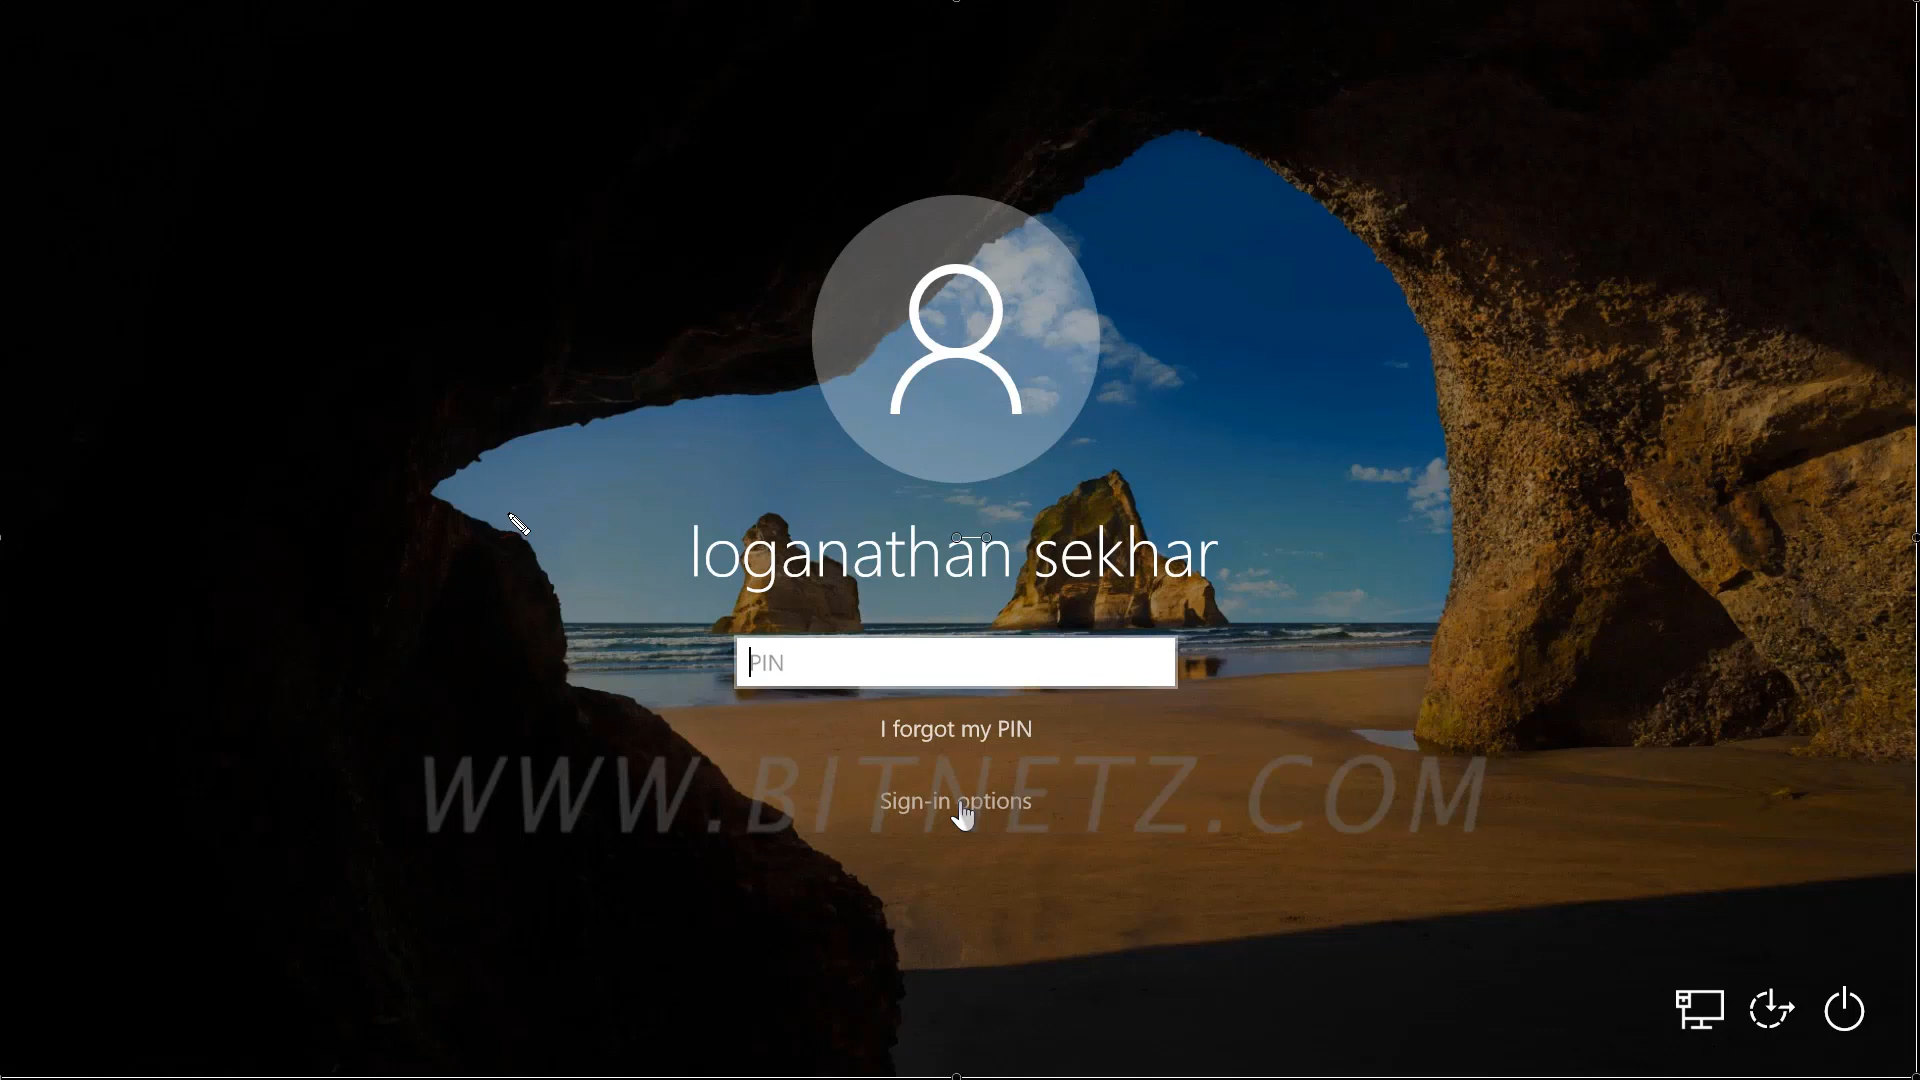 loganathan sekhar
PIN
I forgot my PIN
Sign-in options
WWW.BITNETZ.COM